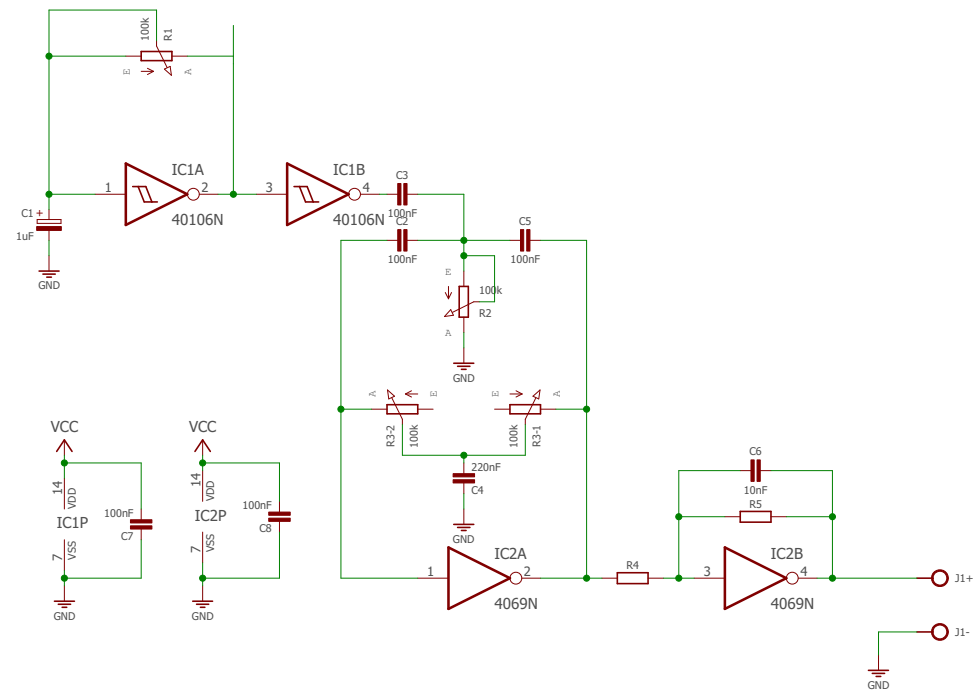 100k
R1
E
A
IC1A
1
2
40106N
C1
+
1uF
GND
IC1B
3
4
40106N
C3
100nF
C2
100nF
C5
100nF
E
100k
R2
A
GND
A
E
R3-2
100k
E
A
100k
R3-1
220nF
C4
GND
VCC
14
VDD
IC1P
7
VSS
100nF
C7
GND
VCC
14
VDD
IC2P
7
VSS
100nF
C8
GND
IC2A
1
2
4069N
R4
C6
10nF
R5
IC2B
3
4
4069N
J1+
J1-
GND